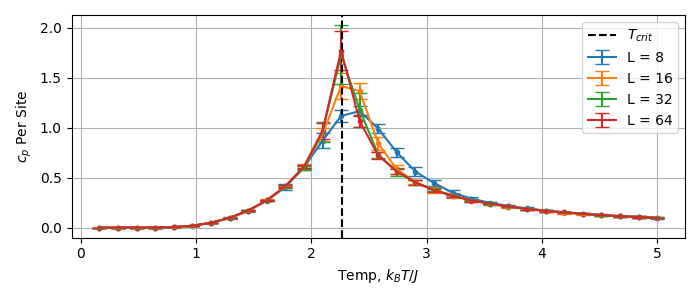 2.0
1.5
1.0
0.5
0.0
c_p Per Site
0 1 2 3 4 5
Temp, k_BT/J
T_crit
L = 8
L = 16
L = 32
L = 64